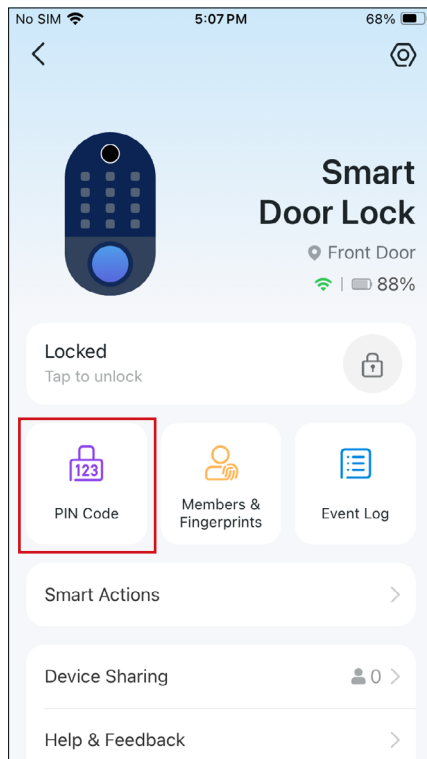 No SIM 5:07 PM 68%
Smart
Door Lock
Front Door
88%
Locked
Tap to unlock
123
PIN Code
Members &
Fingerprints
Event Log
Smart Actions
Device Sharing 0
Help & Feedback